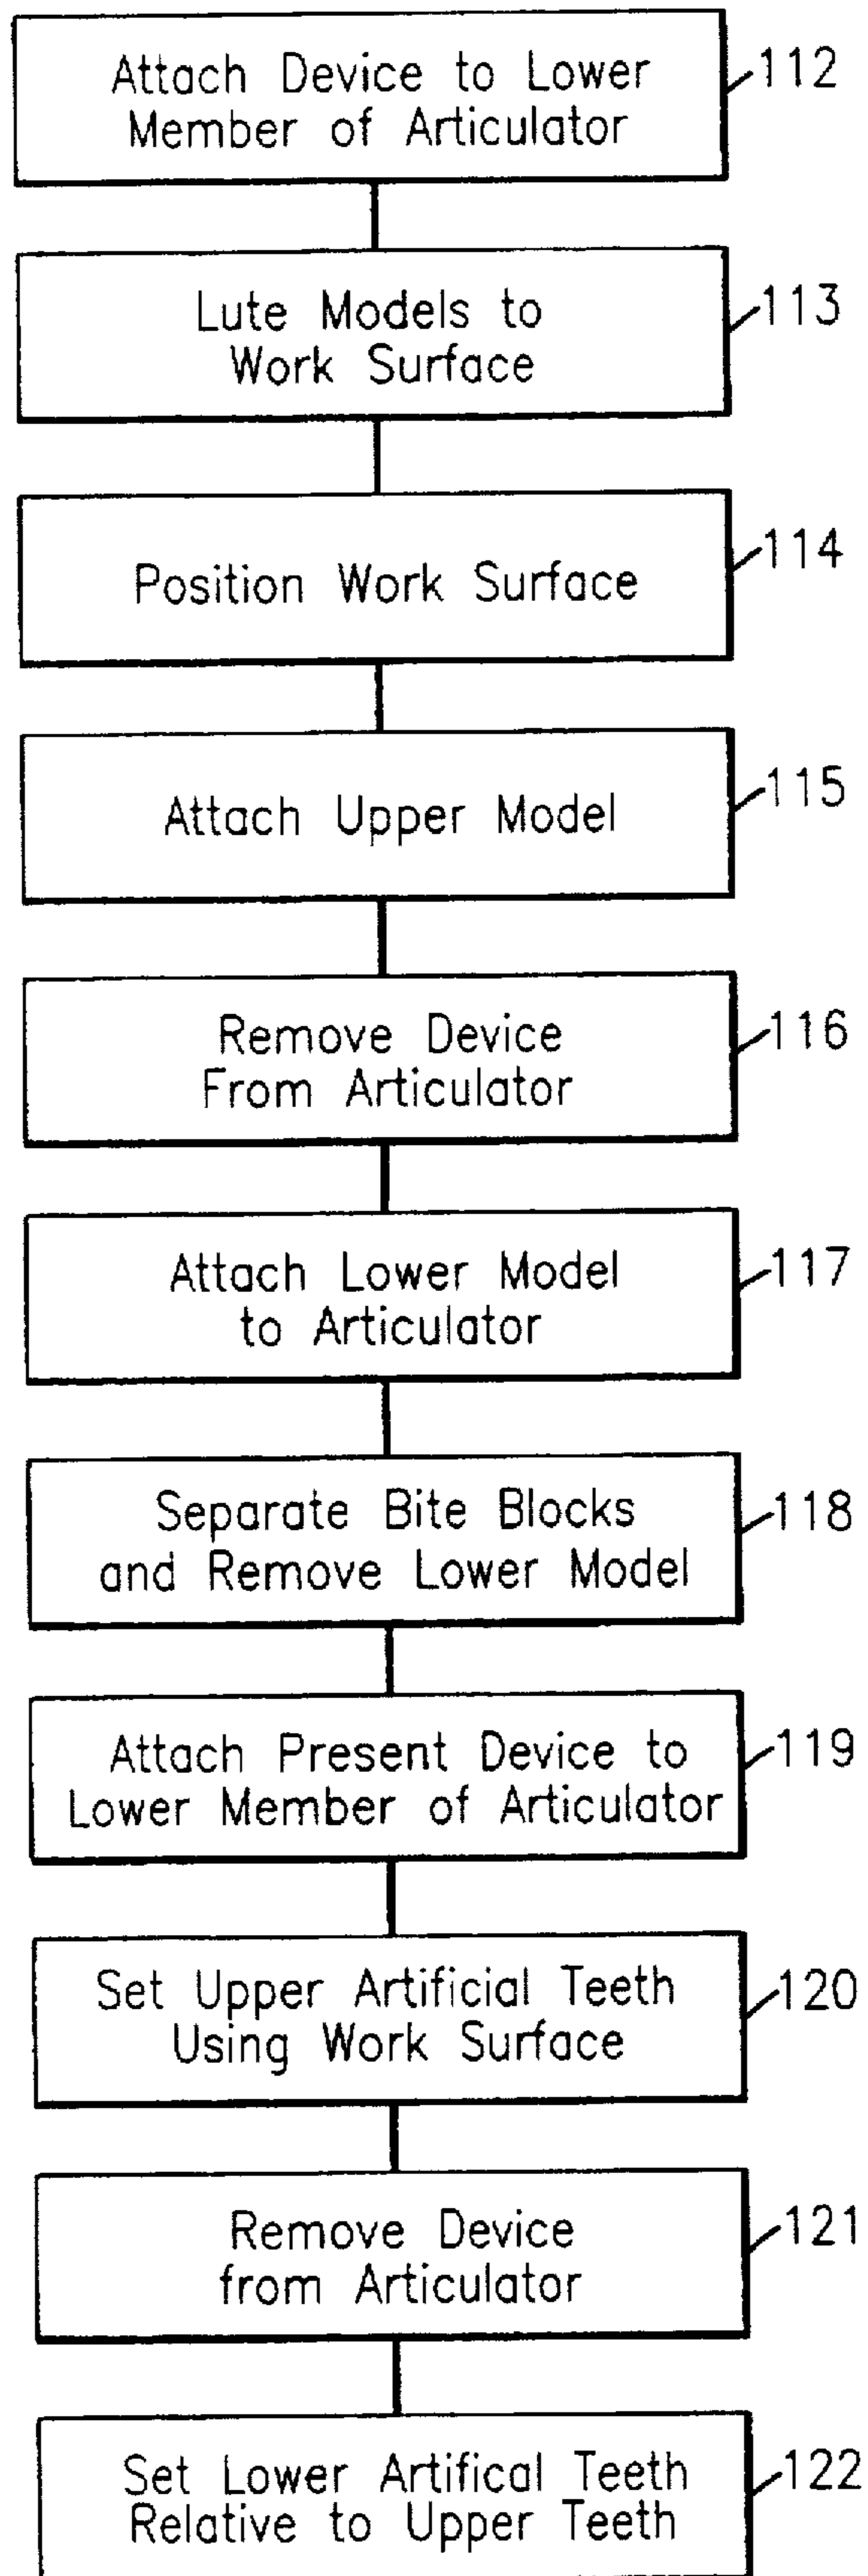 Attach Device to Lower
Member of Articulator
112
Lute Models to
Work Surface
113
Position Work Surface
114
Attach Upper Model
115
Remove Device
From Articulator
116
Attach Lower Model
to Articulator
117
Separate Bite Blocks
and Remove Lower Model
118
Attach Present Device to
Lower Member of Articulator
119
Set Upper Artificial Teeth
Using Work Surface
120
Remove Device
from Articulator
121
Set Lower Artifical Teeth
Relative to Upper Teeth
122